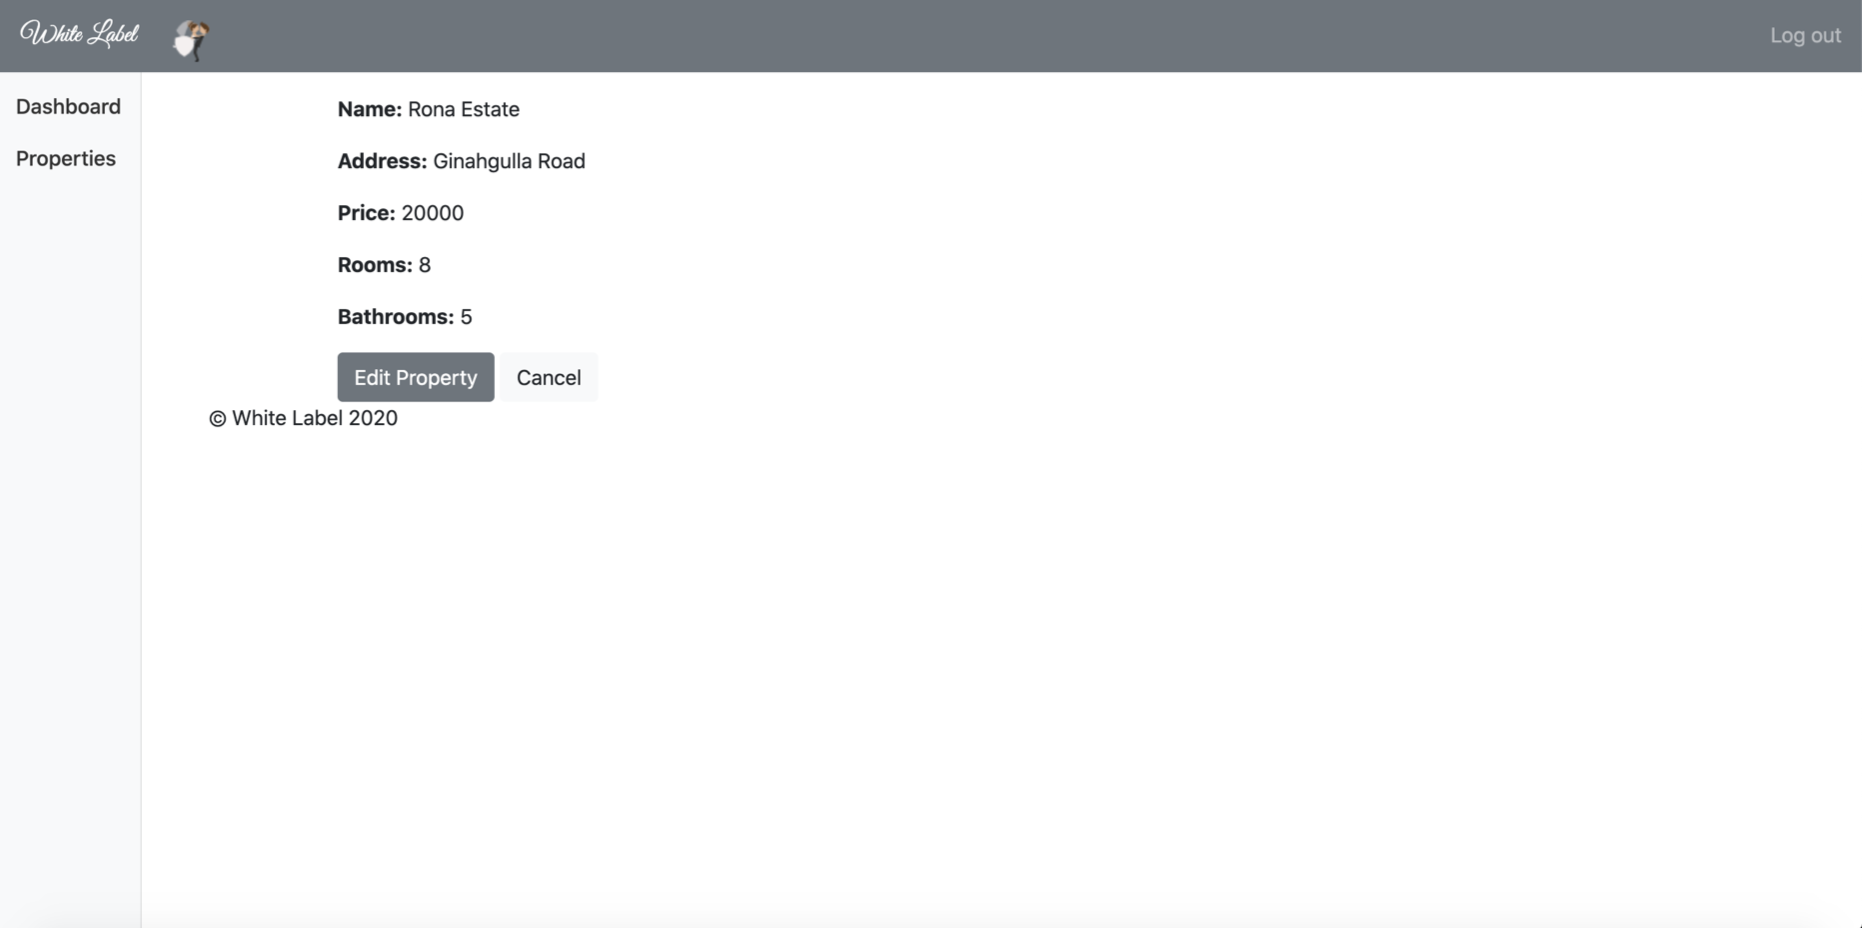 White Label
Log out
Dashboard
Properties
Name: Rona Estate
Address: Ginahgulla Road
Price: 20000
Rooms: 8
Bathrooms: 5
Edit Property Cancel
© White Label 2020